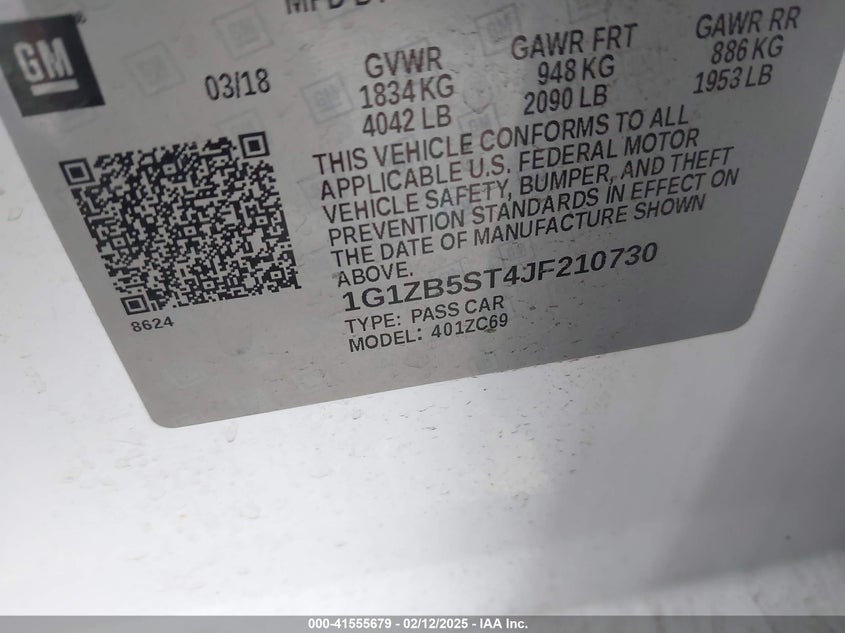 GM
03/18
GVWR
1834 KG
4042 LB
GAWR FRT
948 KG
2090 LB
GAWR RR
886 KG
1953 LB
THIS VEHICLE CONFORMS TO ALL
APPLICABLE U.S. FEDERAL MOTOR
VEHICLE SAFETY, BUMPER, AND THEFT
PREVENTION STANDARDS IN EFFECT ON
THE DATE OF MANUFACTURE SHOWN
ABOVE.
1G1ZB5ST4JF210730
TYPE: PASS CAR
MODEL: 401ZC69
8624
000-41555679 - 02/12/2025 - IAA Inc.